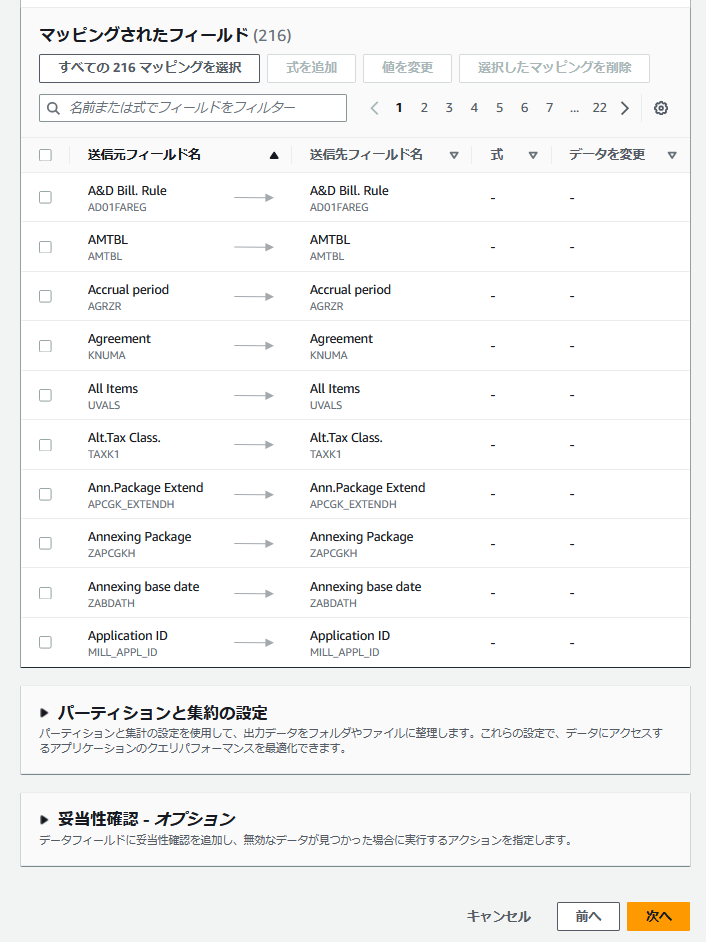 マッピングされたフィールド (216)
すべての 216 マッピングを選択 式を追加 値を変更 選択したマッピングを削除
名前または式でフィールドをフィルター 1 2 3 4 5 6 7 ... 22
送信元フィールド名 送信先フィールド名 式 データを変更
A&D Bill. Rule A&D Bill. Rule - -
AD01FAREG AD01FAREG
AMTBL AMTBL - -
AMTBL AMTBL
Accrual period Accrual period - -
AGRZR AGRZR
Agreement Agreement - -
KNUMA KNUMA
All Items All Items - -
UVALS UVALS
Alt.Tax Class. Alt.Tax Class. - -
TAXK1 TAXK1
Ann.Package Extend Ann.Package Extend - -
APCGK_EXTENDH APCGK_EXTENDH
Annexing Package Annexing Package - -
ZAPCGKH ZAPCGKH
Annexing base date Annexing base date - -
ZABDATH ZABDATH
Application ID Application ID - -
MILL_APPL_ID MILL_APPL_ID
パーティションと集約の設定
パーティションと集計の設定を使用して、出力データをフォルダやファイルに整理します。これらの設定で、データにアクセスす
るアプリケーションのクエリパフォーマンスを最適化できます。
妥当性確認 - オプション
データフィールドに妥当性確認を追加し、無効なデータが見つかった場合に実行するアクションを指定します。
キャンセル 前へ 次へ